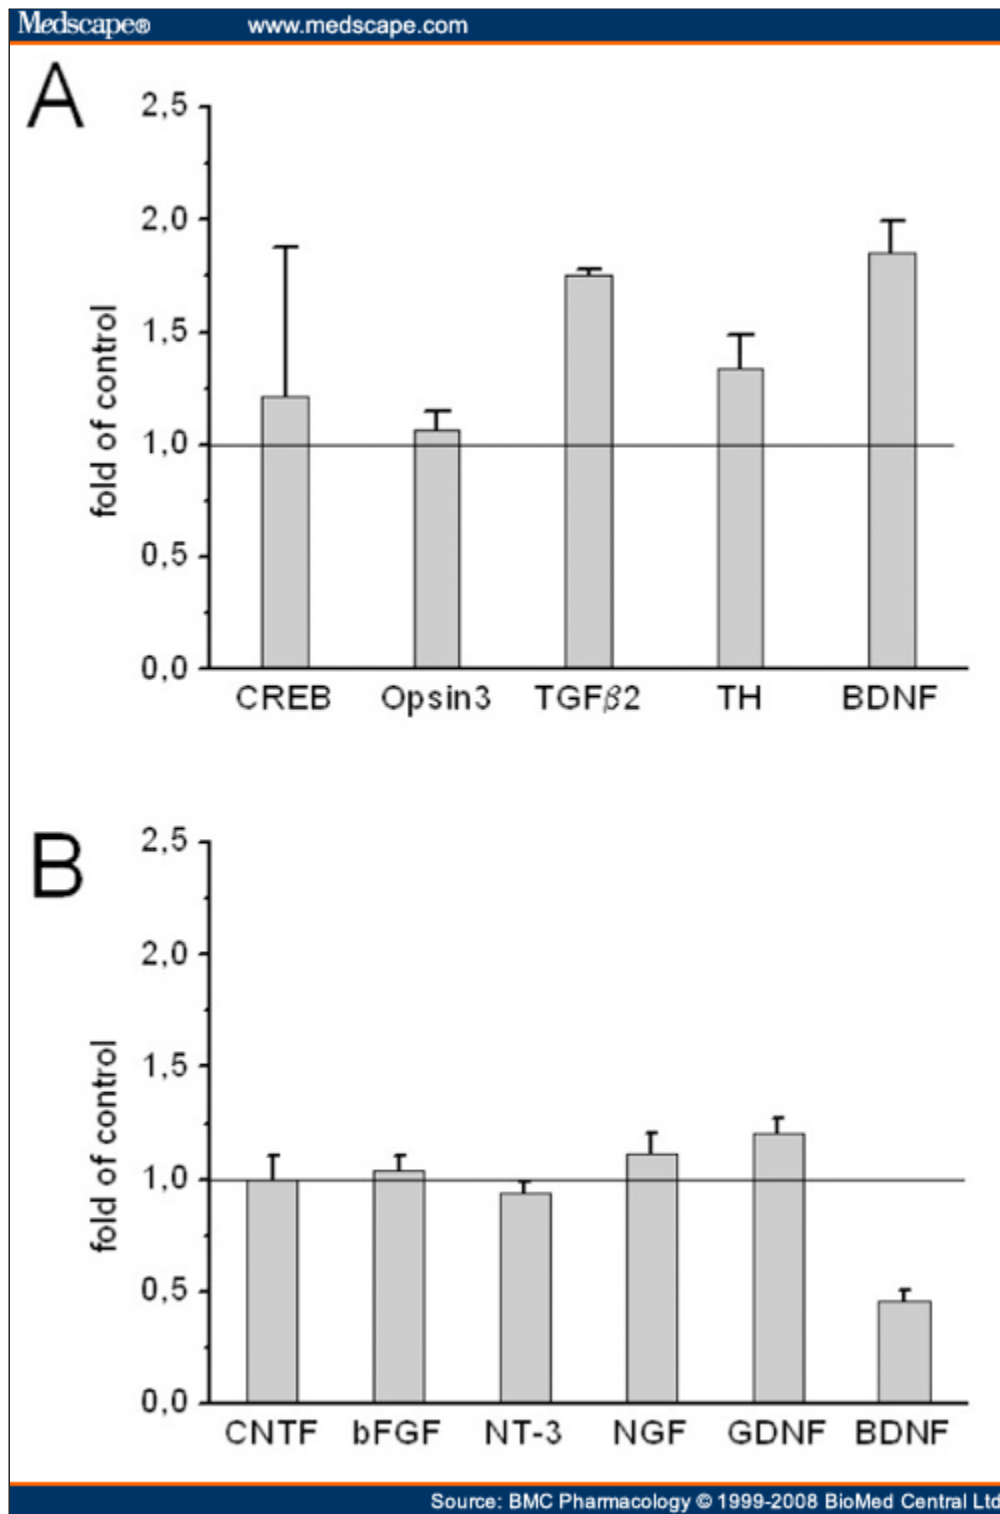 Medscape® www.medscape.com
A
2,5
2,0
1,5
1,0
0,5
0,0
fold of control
CREB Opsin3 TGFβ2 TH BDNF
B
2,5
2,0
1,5
1,0
0,5
0,0
fold of control
CNTF bFGF NT-3 NGF GDNF BDNF
Source: BMC Pharmacology © 1999-2008 BioMed Central Ltd